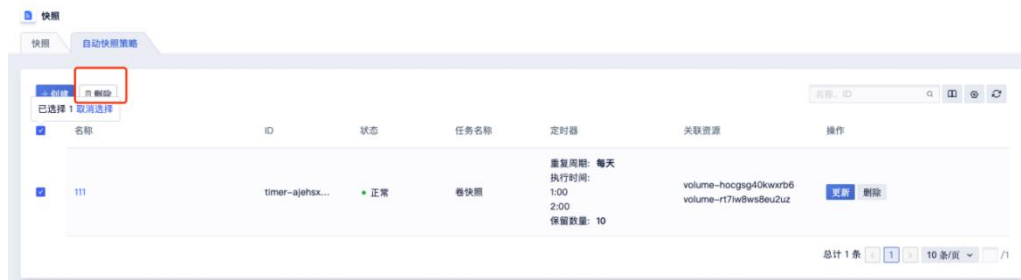 快照
快照 自动快照策略
+ 创建 删除 名称、ID
已选择 1 取消选择
名称 ID 状态 任务名称 定时器 关联资源 操作
111 timer-ajehsx... 正常 卷快照
重复周期: 每天
执行时间:
1:00
2:00
保留数量: 10
volume-hocgsg40kwxrb6
volume-rt7lw8ws8eu2uz
更新 删除
总计 1 条 < 1 > 10 条/页 /1